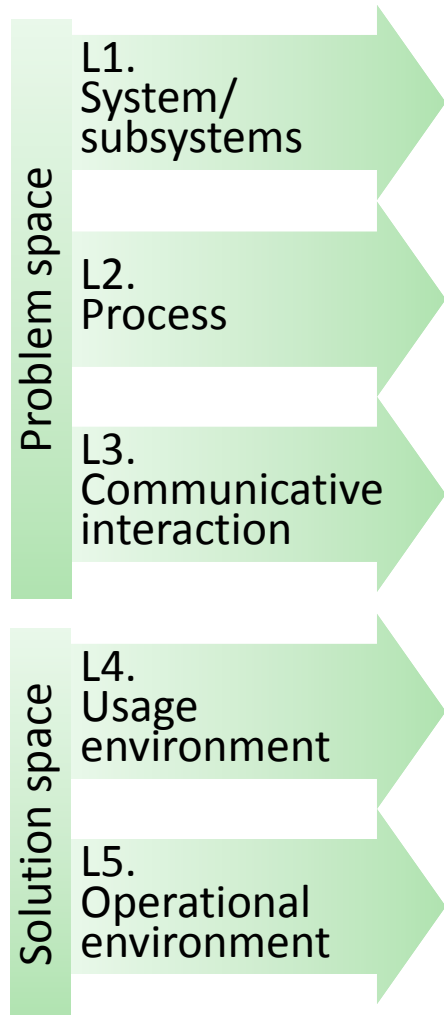 Problem space
L1.
System/
subsystems
L2.
Process
L3.
Communicative
interaction
Solution space
L4.
Usage
environment
L5.
Operational
environment